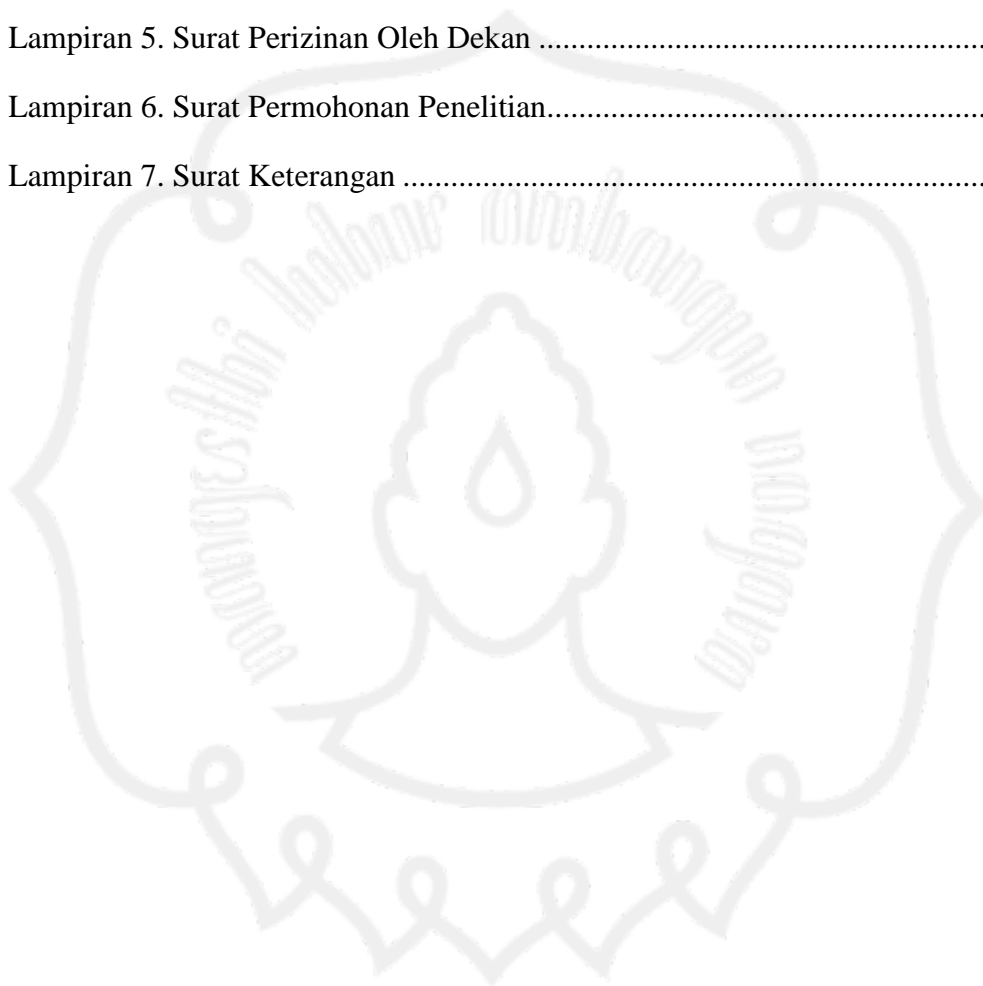 Lampiran 5. Surat Perizinan Oleh Dekan ........................................................
Lampiran 6. Surat Permohonan Penelitian.......................................................
Lampiran 7. Surat Keterangan .........................................................................